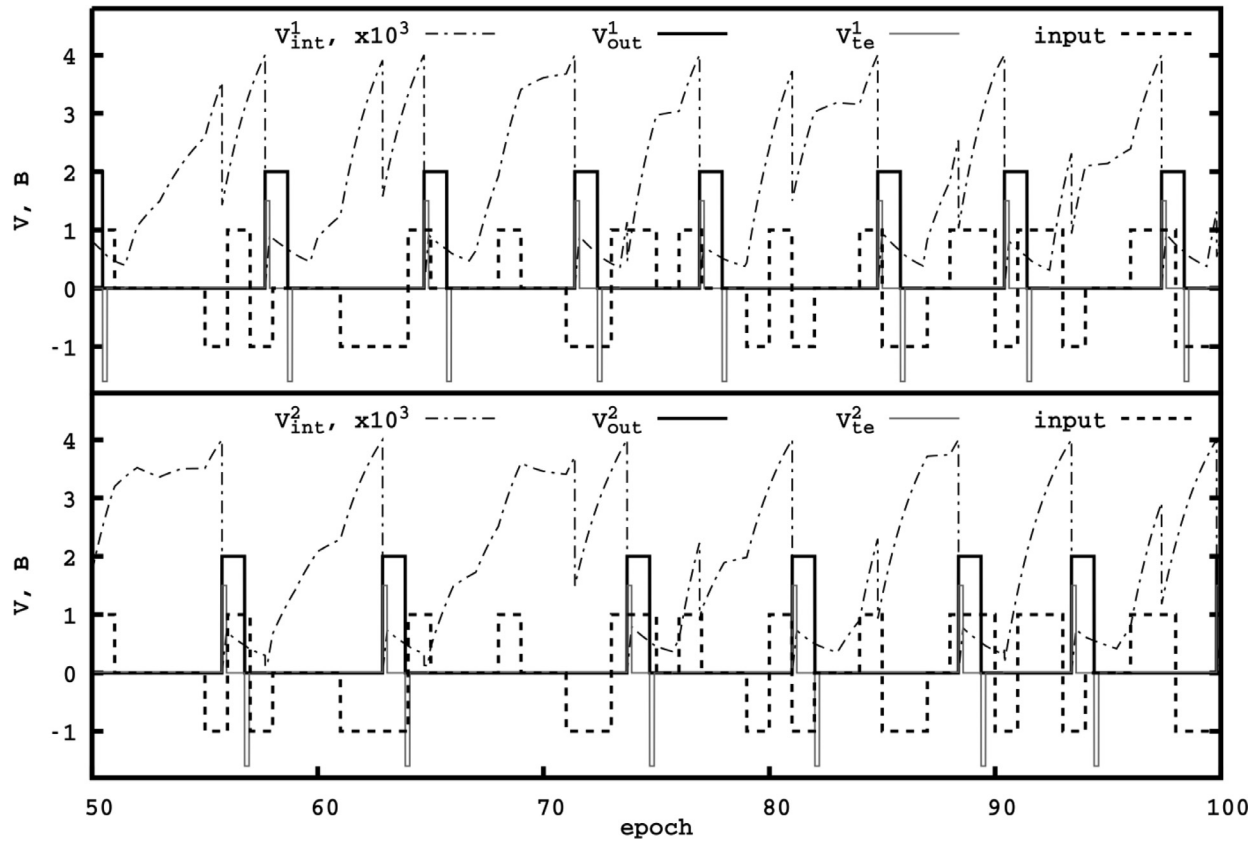 V¹int, x10³ V¹out V¹te input
4
3
2
1
0
-1
V, B
V²int, x10³ V²out V²te input
4
3
2
1
0
-1
V, B
50 60 70 80 90 100
epoch